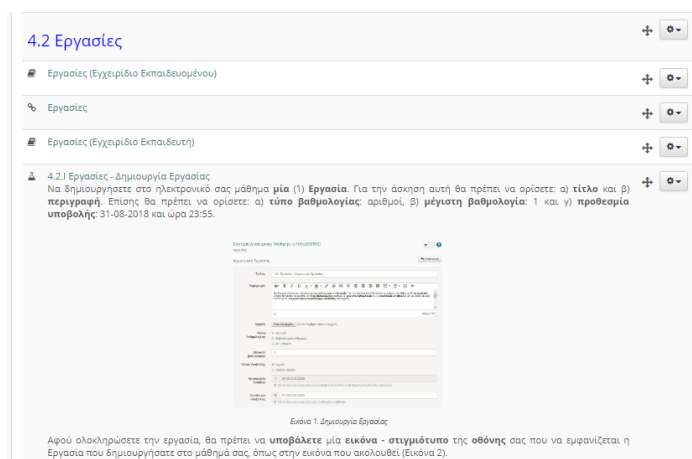 4.2 Εργασίες
Εργασίες (Εγχειρίδιο Εκπαιδευομένου)
Εργασίες
Εργασίες (Εγχειρίδιο Εκπαιδευτή)
4.2.Ι Εργασίες - Δημιουργία Εργασίας
Να δημιουργήσετε στο ηλεκτρονικό σας μάθημα μία (1) Εργασία. Για την άσκηση αυτή θα πρέπει να ορίσετε: α) τίτλο και β)
περιγραφή. Επίσης θα πρέπει να ορίσετε: α) τύπο βαθμολογίας: αριθμοί, β) μέγιστη βαθμολογία: 1 και γ) προθεσμία
υποβολής: 31-08-2018 και ώρα 23:55.
Εικόνα 1. Δημιουργία Εργασίας
Αφού ολοκληρώσετε την εργασία, θα πρέπει να υποβάλετε μία εικόνα - στιγμιότυπο της οθόνης σας που να εμφανίζεται η
Εργασία που δημιουργήσατε στο μάθημά σας, όπως στην εικόνα που ακολουθεί (Εικόνα 2).